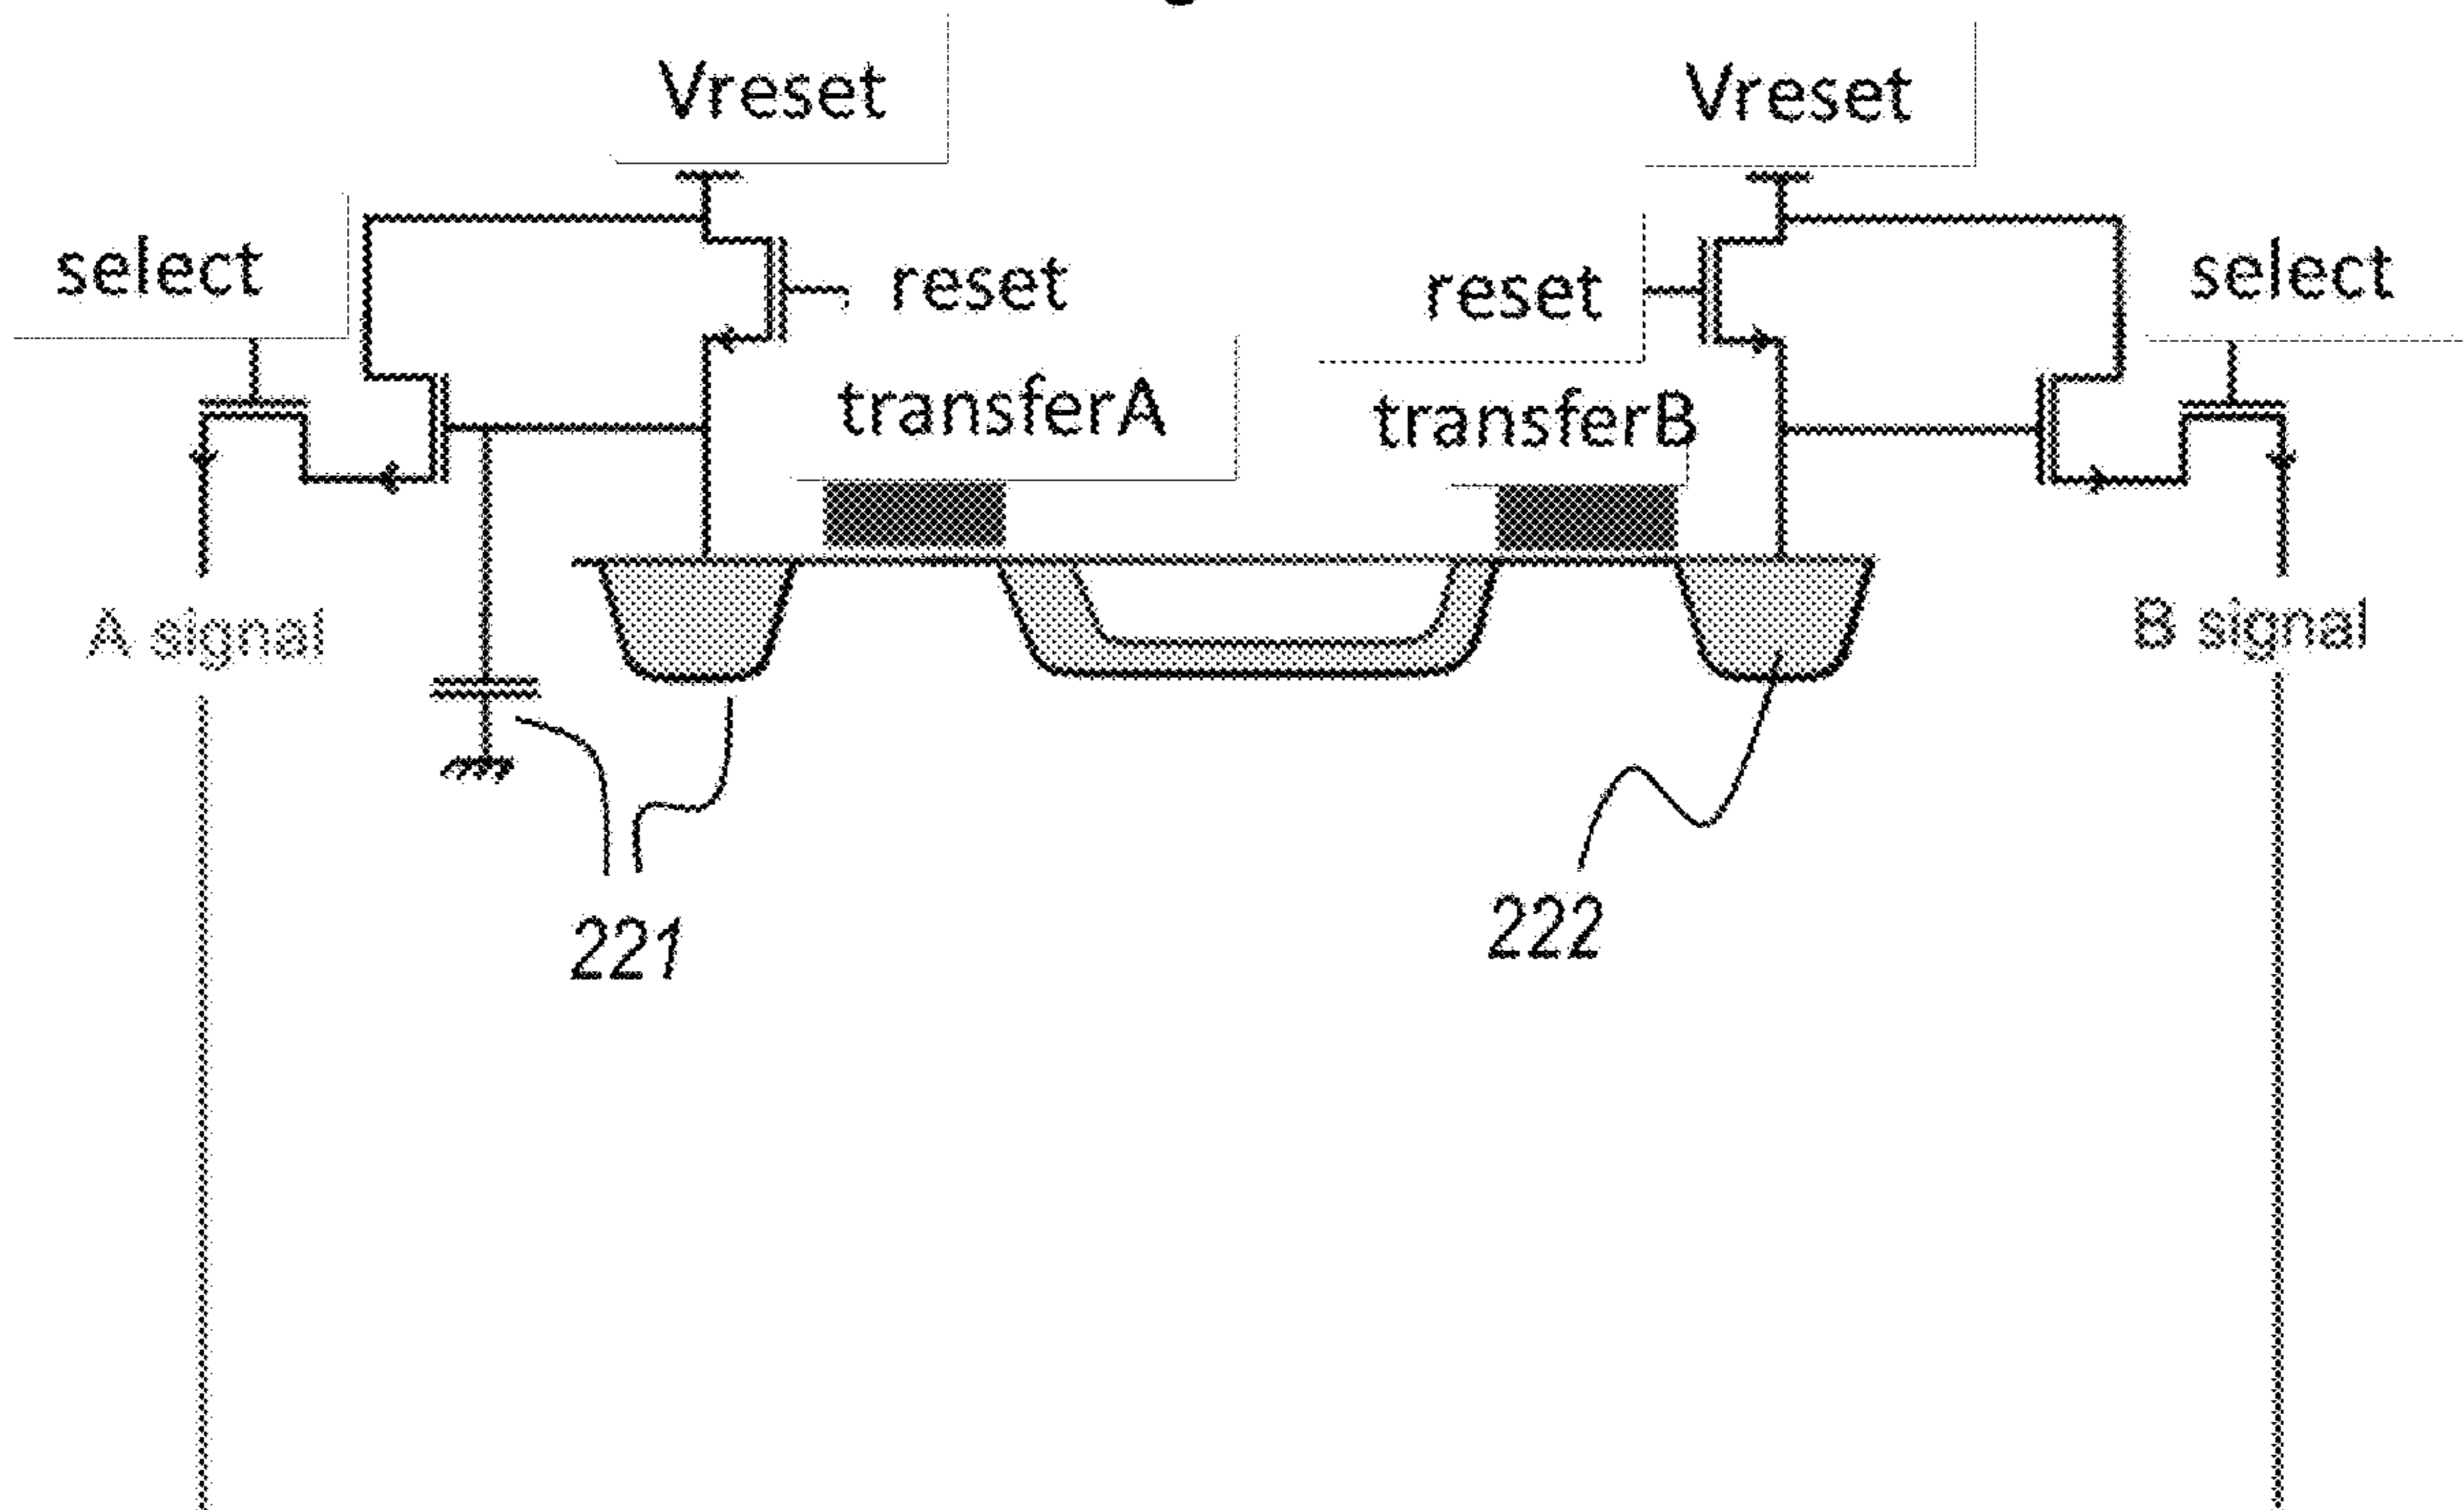 Vreset
Vreset
select
reset
reset
select
transferA
transferB
A signal
B signal
221
222